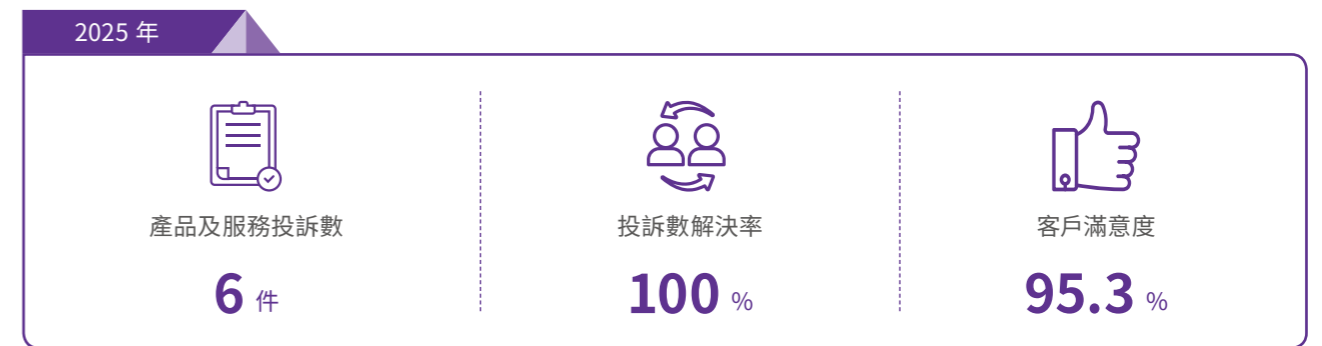 2025 年
產品及服務投訴數
6 件
投訴數解決率
100 %
客戶滿意度
95.3 %